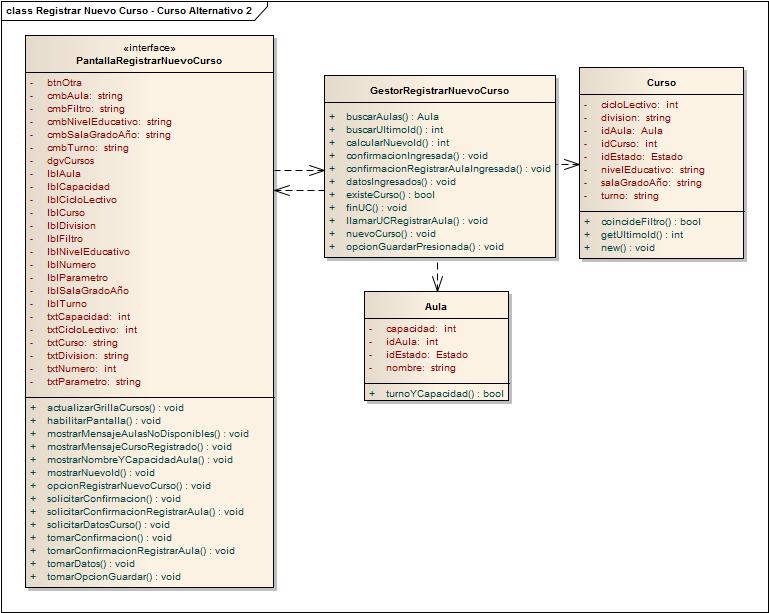 class Registrar Nuevo Curso - Curso Alternativo 2
«interface»
PantallaRegistrarNuevoCurso
- btnOtra
- cmbAula: string
- cmbFiltro: string
- cmbNivelEducativo: string
- cmbSalaGradoAño: string
- cmbTurno: string
- dgvCursos
- lblAula
- lblCapacidad
- lblCicloLectivo
- lblCurso
- lblDivision
- lblFiltro
- lblNivelEducativo
- lblNumero
- lblParametro
- lblSalaGradoAño
- lblTurno
- txtCapacidad: int
- txtCicloLectivo: int
- txtCurso: string
- txtDivision: string
- txtNumero: int
- txtParametro: string
+ actualizarGrillaCursos() : void
+ habilitarPantalla() : void
+ mostrarMensajeAulasNoDisponibles() : void
+ mostrarMensajeCursoRegistrado() : void
+ mostrarNombreYCapacidadAula() : void
+ mostrarNuevoId() : void
+ opcionRegistrarNuevoCurso() : void
+ solicitarConfirmacion() : void
+ solicitarConfirmacionRegistrarAula() : void
+ solicitarDatosCurso() : void
+ tomarConfirmacion() : void
+ tomarConfirmacionRegistrarAula() : void
+ tomarDatos() : void
+ tomarOpcionGuardar() : void
GestorRegistrarNuevoCurso
+ buscarAulas() : Aula
+ buscarUltimoId() : int
+ calcularNuevoId() : int
+ confirmacionIngresada() : void
+ confirmacionRegistrarAulaIngresada() : void
+ datosIngresados() : void
+ existeCurso() : bool
+ finUC() : void
+ llamarUCRegistrarAula() : void
+ nuevoCurso() : void
+ opcionGuardarPresionada() : void
Curso
- cicloLectivo: int
- division: string
- idAula: Aula
- idCurso: int
- idEstado: Estado
- nivelEducativo: string
- salaGradoAño: string
- turno: string
+ coincideFiltro() : bool
+ getUltimoId() : int
+ new() : void
Aula
- capacidad: int
- idAula: int
- idEstado: Estado
- nombre: string
+ turnoYCapacidad() : bool